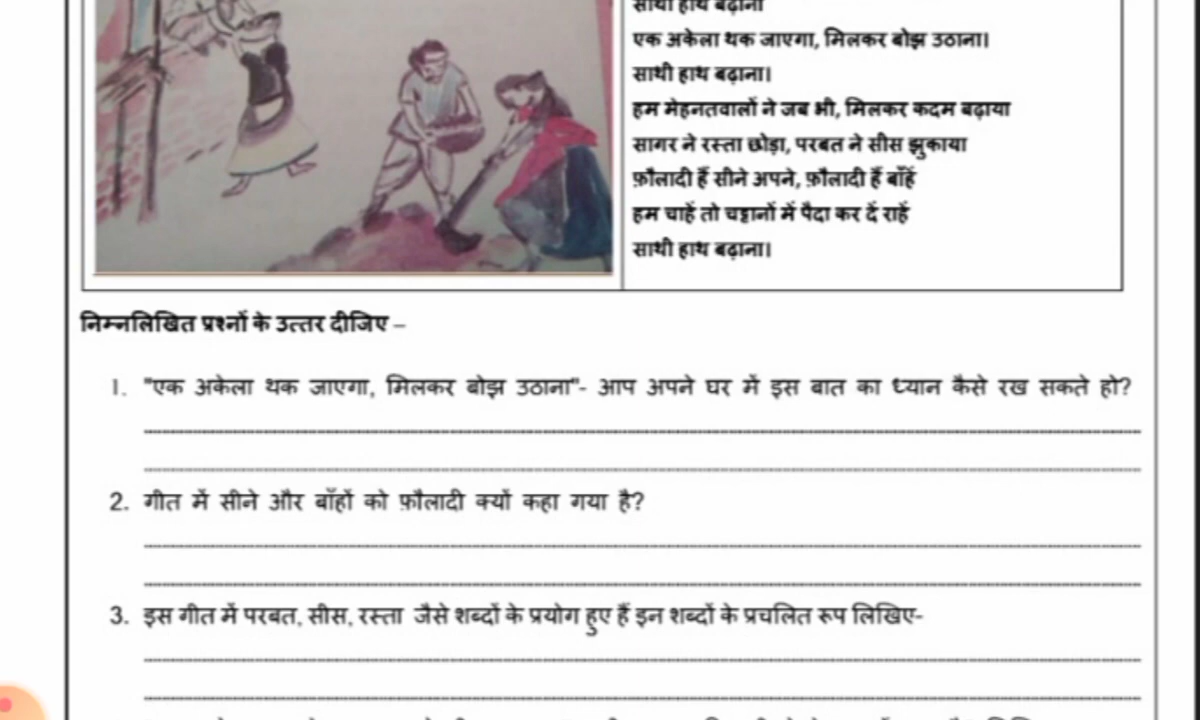 साथी हाथ बढ़ाना
एक अकेला थक जाएगा, मिलकर बोझ उठाना।
साथी हाथ बढ़ाना।
हम मेहनतवालों ने जब भी, मिलकर कदम बढ़ाया
सागर ने रस्ता छोड़ा, परबत ने सीस झुकाया
फ़ौलादी हैं सीने अपने, फ़ौलादी हैं बाँहें
हम चाहें तो चट्टानों में पैदा कर दें राहें
साथी हाथ बढ़ाना।
निम्नलिखित प्रश्नों के उत्तर दीजिए –
1. "एक अकेला थक जाएगा, मिलकर बोझ उठाना"- आप अपने घर में इस बात का ध्यान कैसे रख सकते हो?
2. गीत में सीने और बाँहों को फ़ौलादी क्यों कहा गया है?
3. इस गीत में परबत, सीस, रस्ता जैसे शब्दों के प्रयोग हुए हैं इन शब्दों के प्रचलित रूप लिखिए-